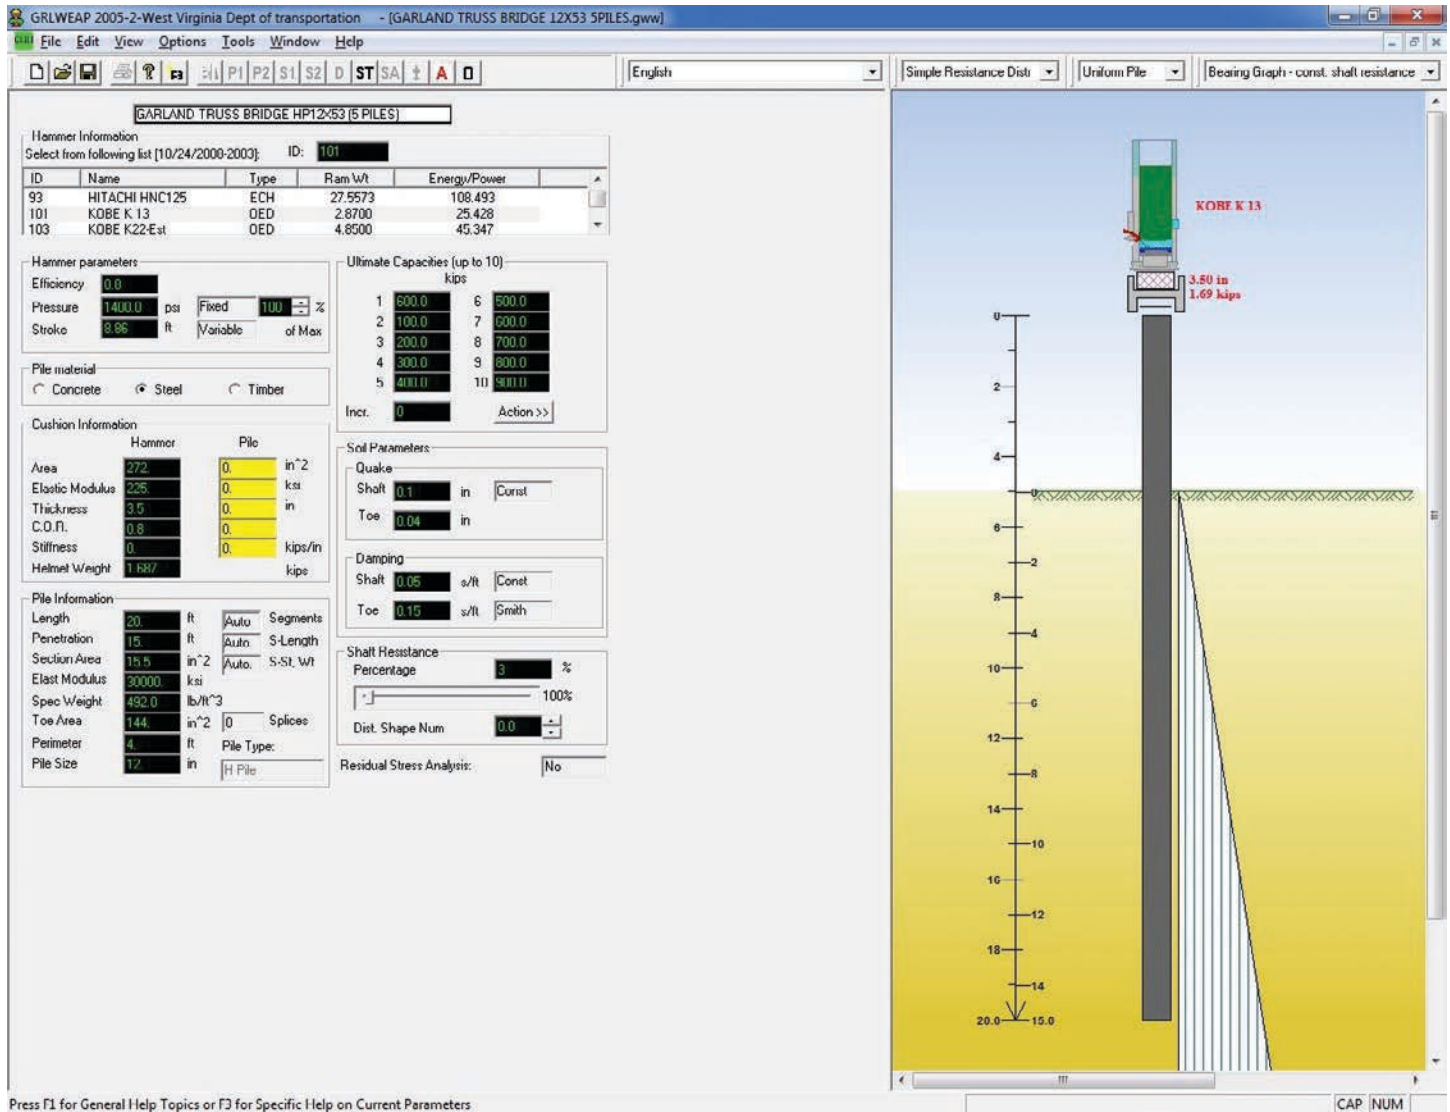 GRLWEAP 2005-2-West Virginia Dept of transportation - [GARLAND TRUSS BRIDGE 12X53 5PILES.gww]
File Edit View Options Tools Window Help
F3 P1 P2 S1 S2 D ST SA A
English
Simple Resistance Distr
Uniform Pile
Bearing Graph - const. shaft resistance
GARLAND TRUSS BRIDGE HP12X53 (5 PILES)
Hammer Information
Select from following list [10/24/2000-2003]: ID: 101
ID Name Type Ram Wt Energy/Power
93 HITACHI HNC125 ECH 27.5573 108.493
101 KOBE K 13 OED 2.8700 25.428
103 KOBE K22-Est OED 4.8500 45.347
Hammer parameters
Efficiency 0.8
Pressure 1400.0 psi Fixed 100 %
Stroke 8.86 ft Variable of Max
Pile material
Concrete Steel Timber
Cushion Information
Hammer Pile
Area 272. 0. in^2
Elastic Modulus 225. 0. ksi
Thickness 3.5 0. in
C.O.R. 0.8 0.
Stiffness 0. 0. kips/in
Helmet Weight 1.687 kips
Pile Information
Length 20. ft Auto Segments
Penetration 15. ft Auto S-Length
Section Area 15.5 in^2 Auto. S-St, Wt
Elast Modulus 30000. ksi
Spec Weight 492.0 lb/ft^3
Toe Area 144. in^2 0 Splices
Perimeter 4. ft Pile Type:
Pile Size 12. in H Pile
Ultimate Capacities (up to 10)
kips
1 600.0 6 500.0
2 100.0 7 600.0
3 200.0 8 700.0
4 300.0 9 800.0
5 400.0 10 900.0
Incr. 0 Action >>
Soil Parameters
Quake
Shaft 0.1 in Const
Toe 0.04 in
Damping
Shaft 0.05 s/ft Const
Toe 0.15 s/ft Smith
Shaft Resistance
Percentage 3 %
100%
Dist. Shape Num 0.0
Residual Stress Analysis: No
KOBE K 13
3.50 in
1.69 kips
0
2
4
0
6
2
8
4
10
6
12
8
14
10
16
12
18
14
20.0 15.0
Press F1 for General Help Topics or F3 for Specific Help on Current Parameters
CAP NUM